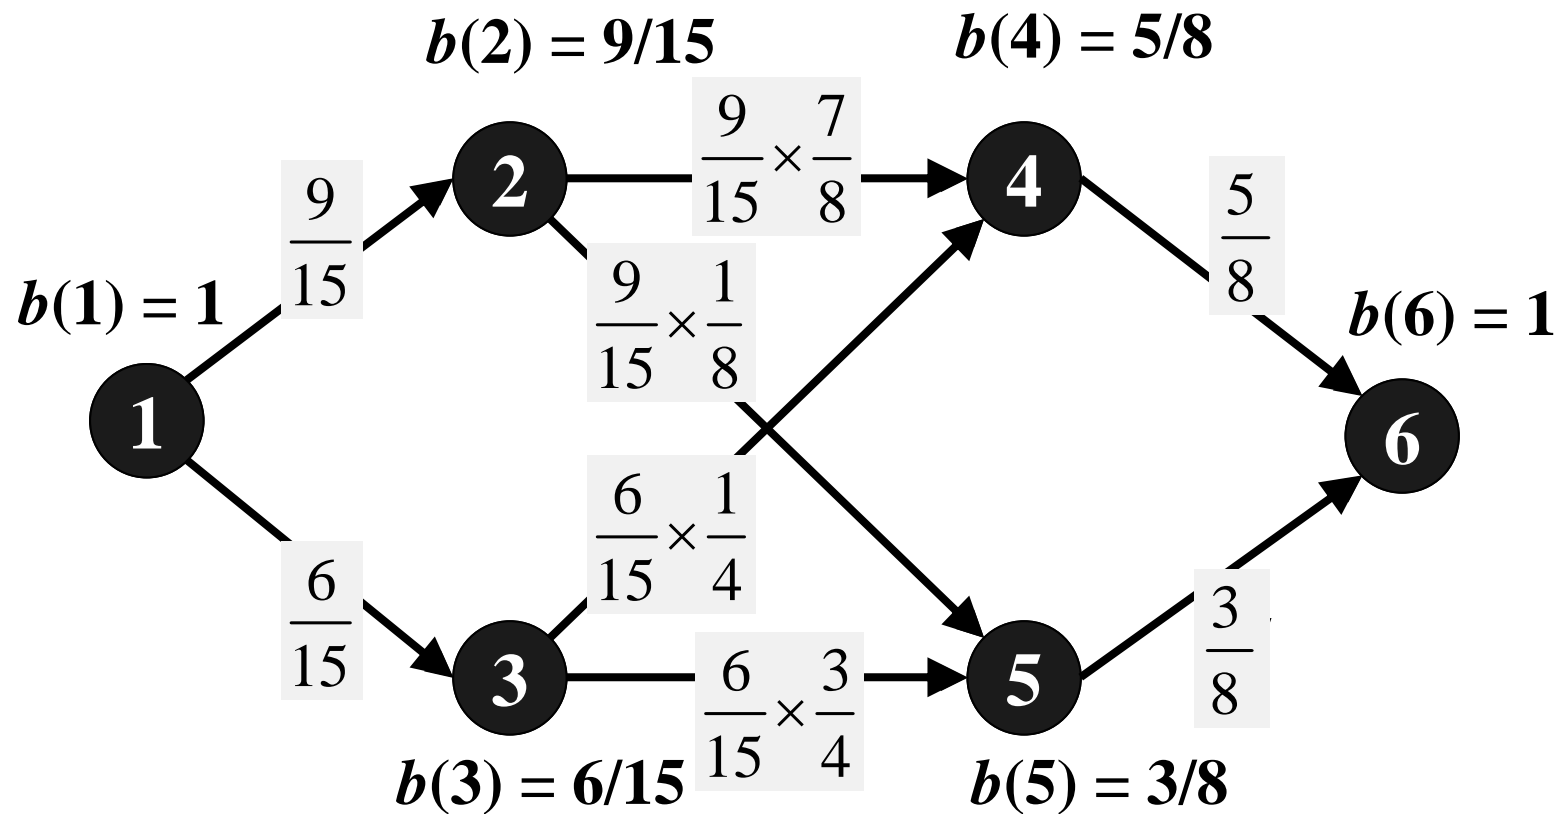 b(2) = 9/15
b(4) = 5/8
9/15 × 7/8
2
4
9/15
5/8
9/15 × 1/8
b(1) = 1
b(6) = 1
1
6
6/15 × 1/4
6/15
3/8
3
5
6/15 × 3/4
b(3) = 6/15
b(5) = 3/8